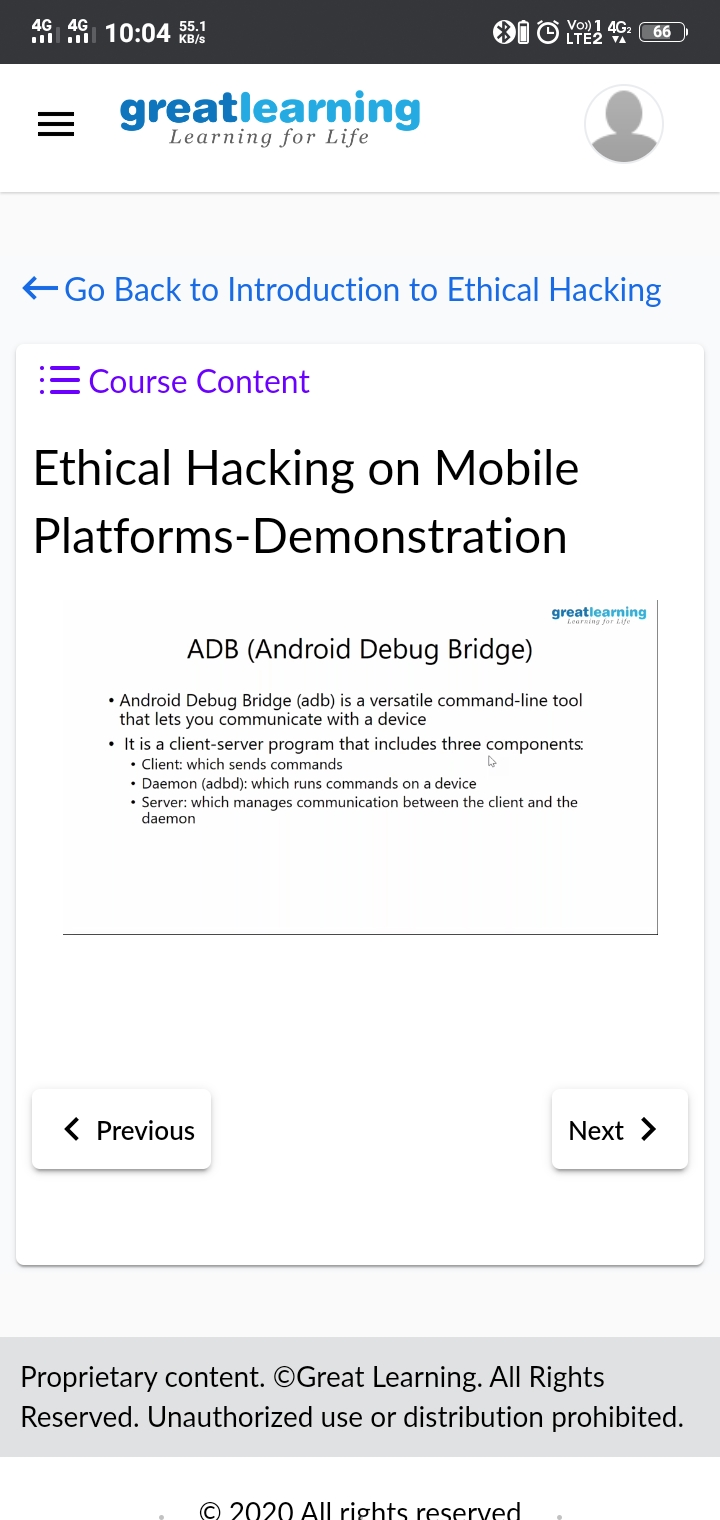 4G 4G 10:04 55.1 KB/s Vo)) 1 LTE2 4G2 66
greatlearning
Learning for Life
Go Back to Introduction to Ethical Hacking
Course Content
Ethical Hacking on Mobile
Platforms-Demonstration
greatlearning
Learning for Life
ADB (Android Debug Bridge)
• Android Debug Bridge (adb) is a versatile command-line tool
that lets you communicate with a device
• It is a client-server program that includes three components:
• Client: which sends commands
• Daemon (adbd): which runs commands on a device
• Server: which manages communication between the client and the
daemon
Previous
Next
Proprietary content. ©Great Learning. All Rights
Reserved. Unauthorized use or distribution prohibited.
© 2020 All rights reserved